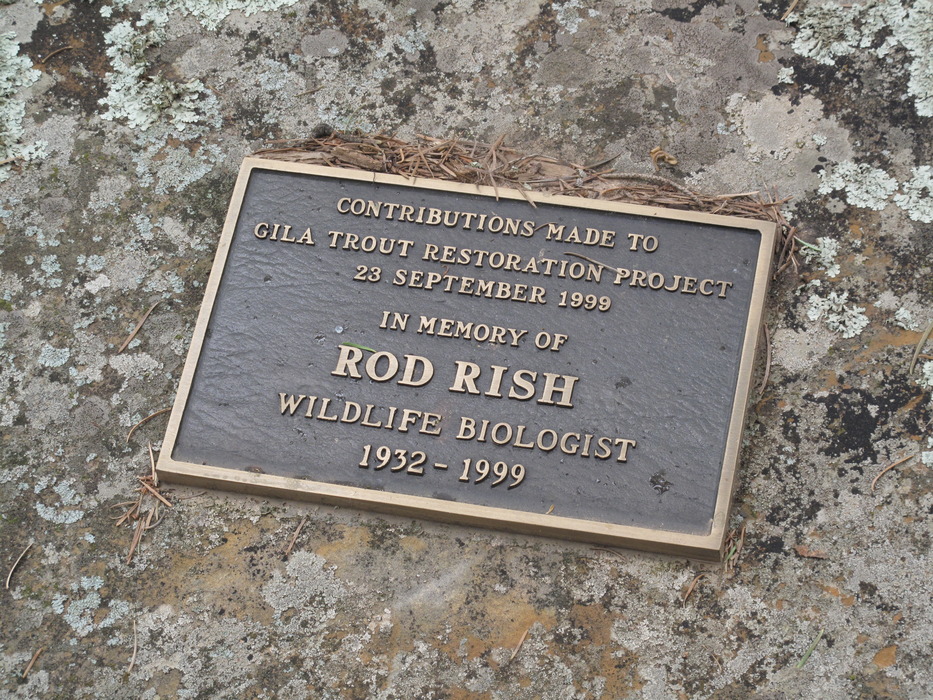 CONTRIBUTIONS MADE TO
GILA TROUT RESTORATION PROJECT
23 SEPTEMBER 1999
IN MEMORY OF
ROD RISH
WILDLIFE BIOLOGIST
1932 - 1999